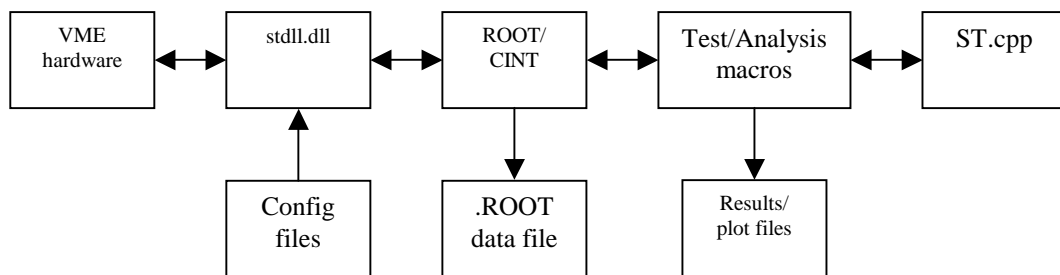 VME
hardware
stdll.dll
ROOT/
CINT
Test/Analysis
macros
ST.cpp
Config
files
.ROOT
data file
Results/
plot files